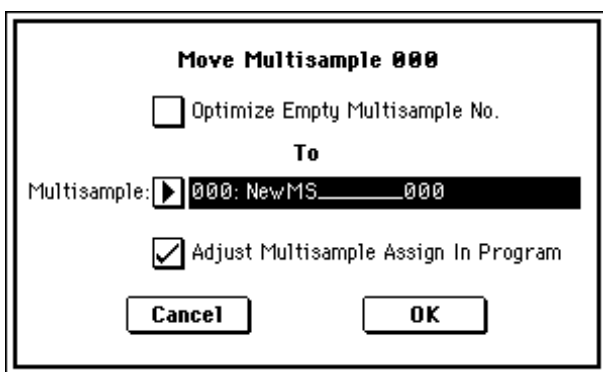 Move Multisample 000
Optimize Empty Multisample No.
To
Multisample: 000: NewMS_______000
Adjust Multisample Assign In Program
Cancel OK